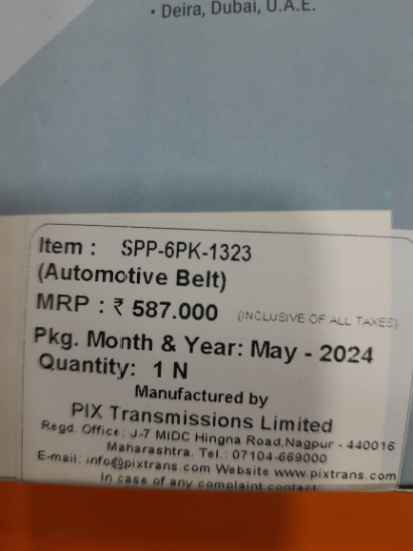 • Deira, Dubai, U.A.E.
Item : SPP-6PK-1323
(Automotive Belt)
MRP : ₹ 587.000 (INCLUSIVE OF ALL TAXES)
Pkg. Month & Year: May - 2024
Quantity: 1 N
Manufactured by
PIX Transmissions Limited
Regd. Office: J-7 MIDC Hingna Road,Nagpur - 440016
Maharashtra. Tel.: 07104-669000
E-mail: info@pixtrans.com Website www.pixtrans.com
In case of any complaint contact: